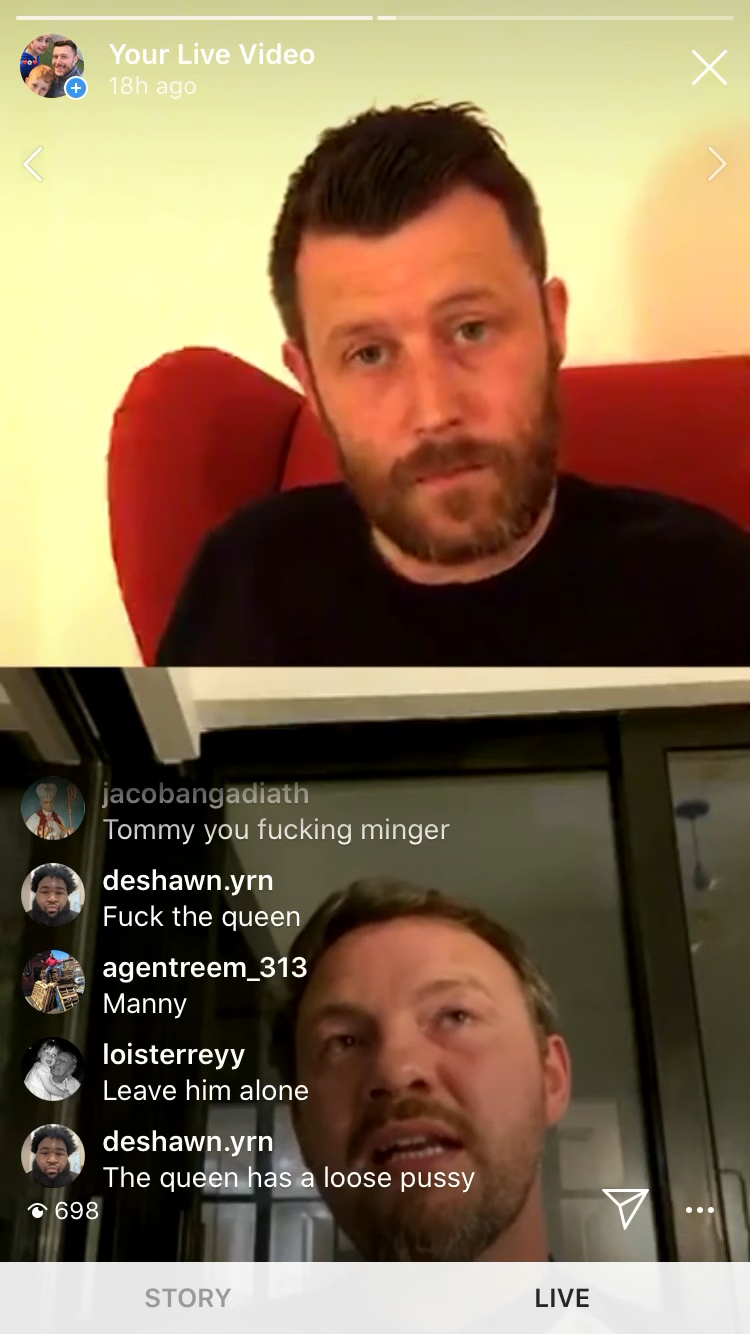 Your Live Video
18h ago
jacobangadiath
Tommy you fucking minger
deshawn.yrn
Fuck the queen
agentreem_313
Manny
loisterreyy
Leave him alone
deshawn.yrn
The queen has a loose pussy
698
STORY
LIVE